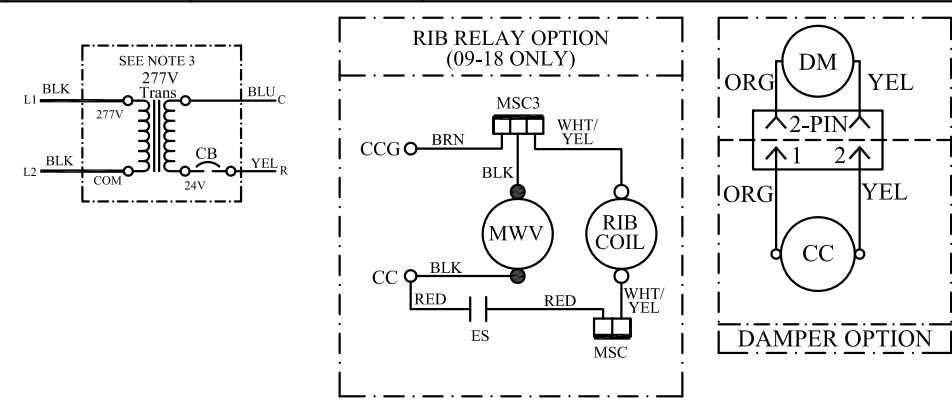 SEE NOTE 3
277V
Trans
BLK
L1
277V
BLU
C
BLK
L2
COM
CB
24V
YEL
R
RIB RELAY OPTION
(09-18 ONLY)
MSC3
CCG
BRN
WHT/
YEL
BLK
MWV
RIB
COIL
CC
BLK
RED
ES
RED
WHT/
YEL
MSC
DM
ORG
YEL
2-PIN
1
2
ORG
YEL
CC
DAMPER OPTION